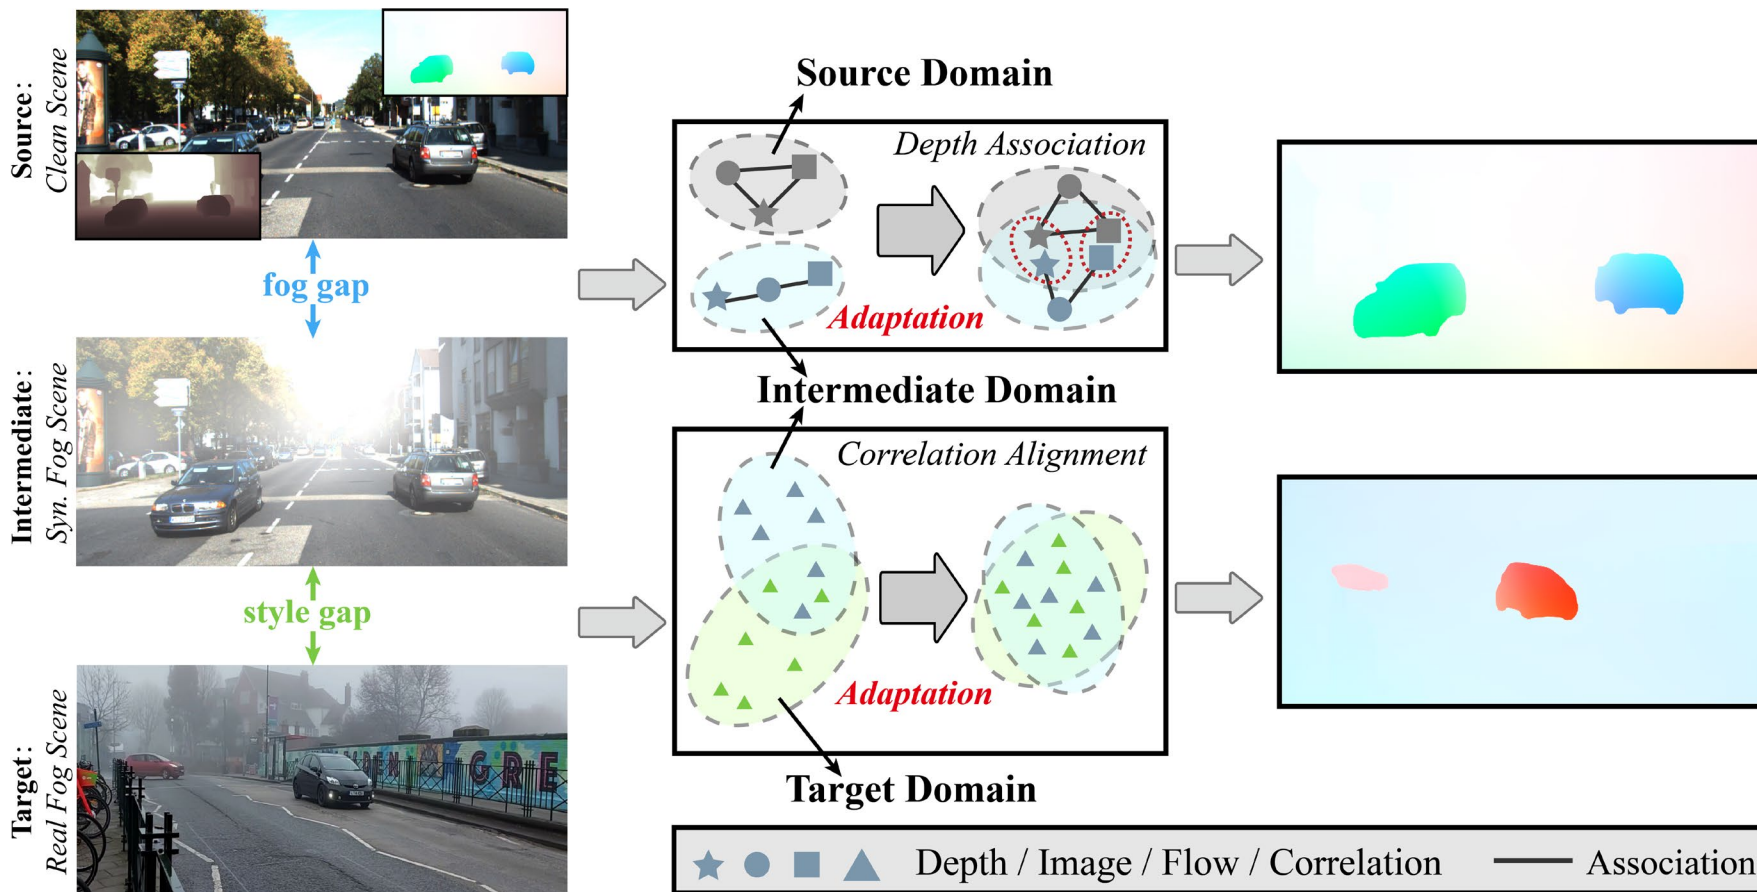 Source:
Clean Scene
fog gap
Intermediate:
Syn. Fog Scene
style gap
Target:
Real Fog Scene
Source Domain
Depth Association
Adaptation
Intermediate Domain
Correlation Alignment
Adaptation
Target Domain
GRE
Depth / Image / Flow / Correlation
Association